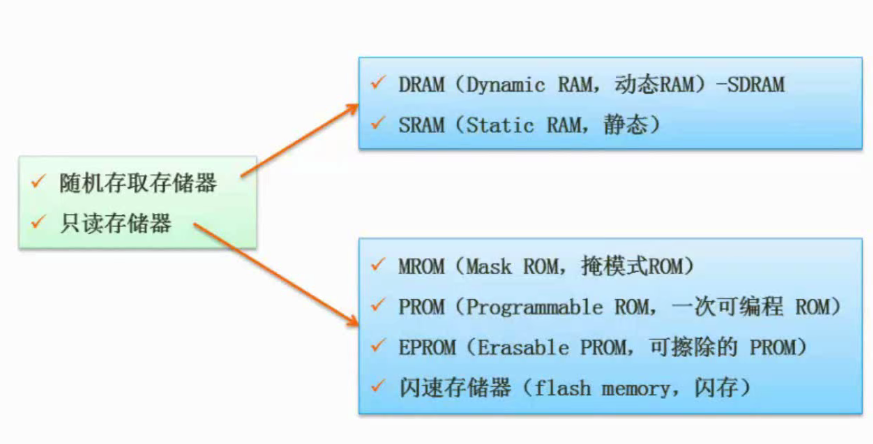 随机存取存储器
只读存储器
DRAM（Dynamic RAM，动态RAM）-SDRAM
SRAM（Static RAM，静态）
MROM（Mask ROM，掩模式ROM）
PROM（Programmable ROM，一次可编程 ROM）
EPROM（Erasable PROM，可擦除的 PROM）
闪速存储器（flash memory，闪存）